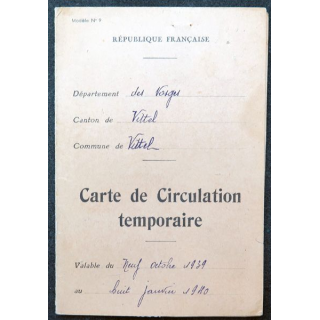 Modèle Nº 9
RÉPUBLIQUE FRANÇAISE
Département des Vosges
Canton de Vittel
Commune de Vittel
Carte de Circulation
temporaire
Valable du Neuf octobre 1939
au huit janvier 1940